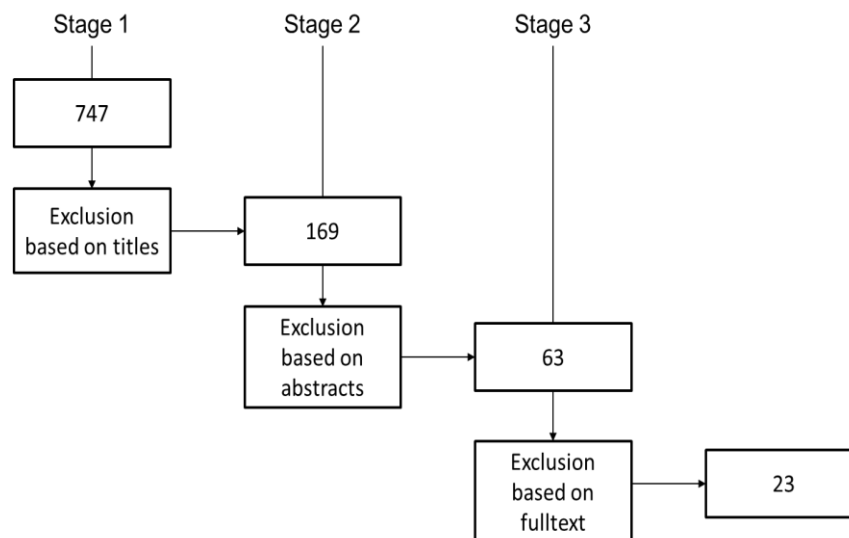 Stage 1
Stage 2
Stage 3
747
Exclusion
based on titles
169
Exclusion
based on
abstracts
63
Exclusion
based on
fulltext
23